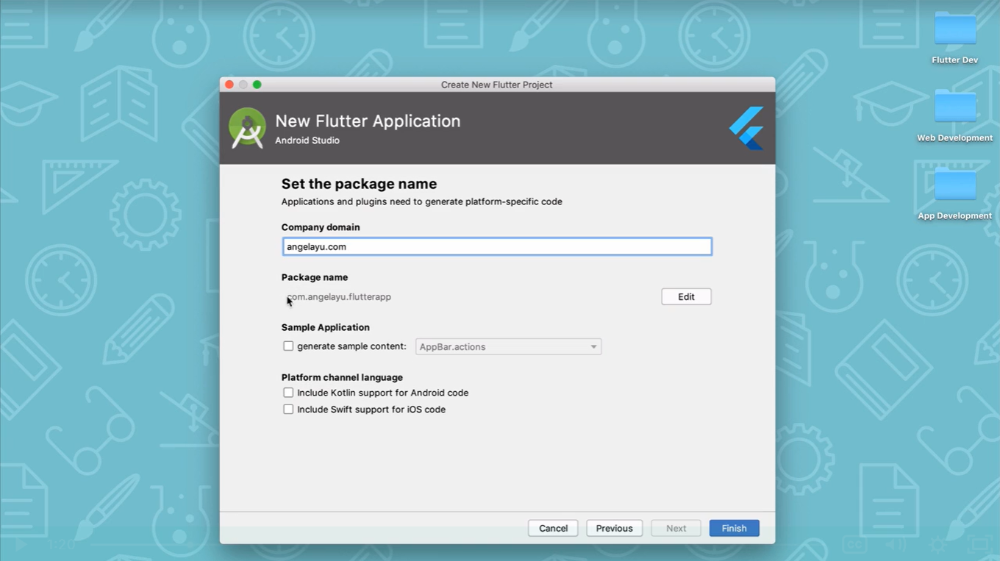 Flutter Dev
Web Development
App Development
Create New Flutter Project
New Flutter Application
Android Studio
Set the package name
Applications and plugins need to generate platform-specific code
Company domain
angelayu.com
Package name
com.angelayu.flutterapp
Edit
Sample Application
generate sample content:
AppBar.actions
Platform channel language
Include Kotlin support for Android code
Include Swift support for iOS code
Cancel
Previous
Next
Finish
1:20
CC